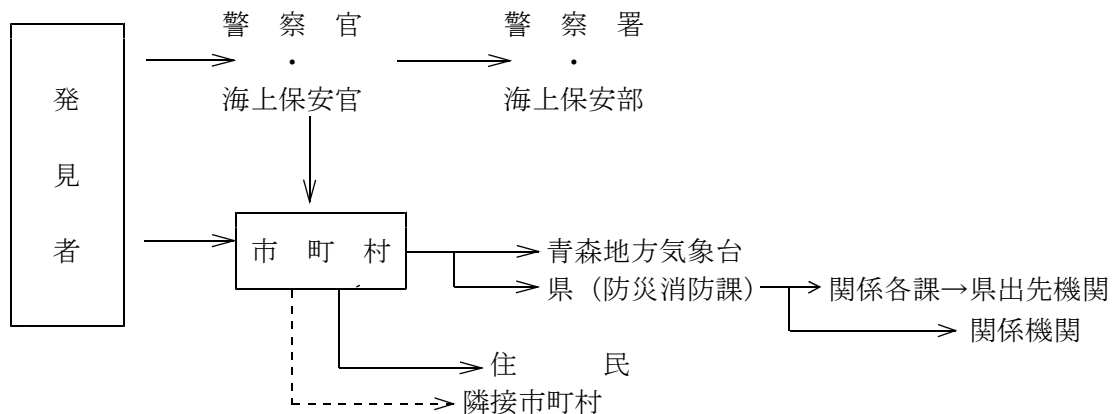 発見者
警察官
・
海上保安官
警察署
・
海上保安部
市町村
青森地方気象台
県（防災消防課）
関係各課→県出先機関
関係機関
住民
隣接市町村